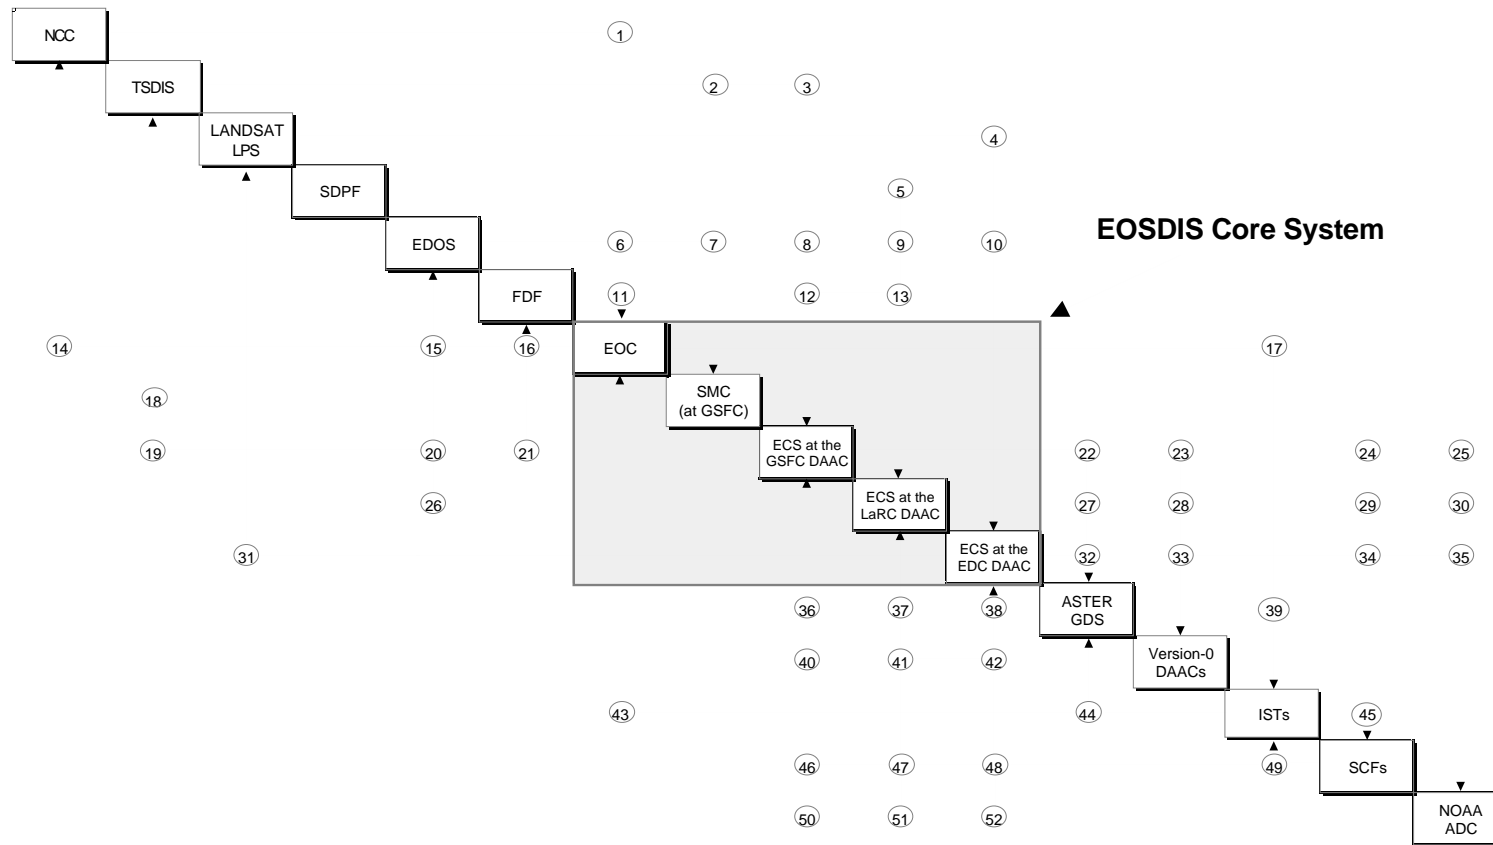 NCC
1
TSDIS
2
3
LANDSAT
LPS
4
SDPF
5
EOSDIS Core System
EDOS
6
7
8
9
10
FDF
11
12
13
14
15
16
EOC
17
18
SMC
(at GSFC)
19
20
21
ECS at the
GSFC DAAC
22
23
24
25
26
ECS at the
LaRC DAAC
27
28
29
30
31
ECS at the
EDC DAAC
32
33
34
35
36
37
38
ASTER
GDS
39
40
41
42
Version-0
DAACs
43
44
ISTs
45
46
47
48
49
SCFs
50
51
52
NOAA
ADC